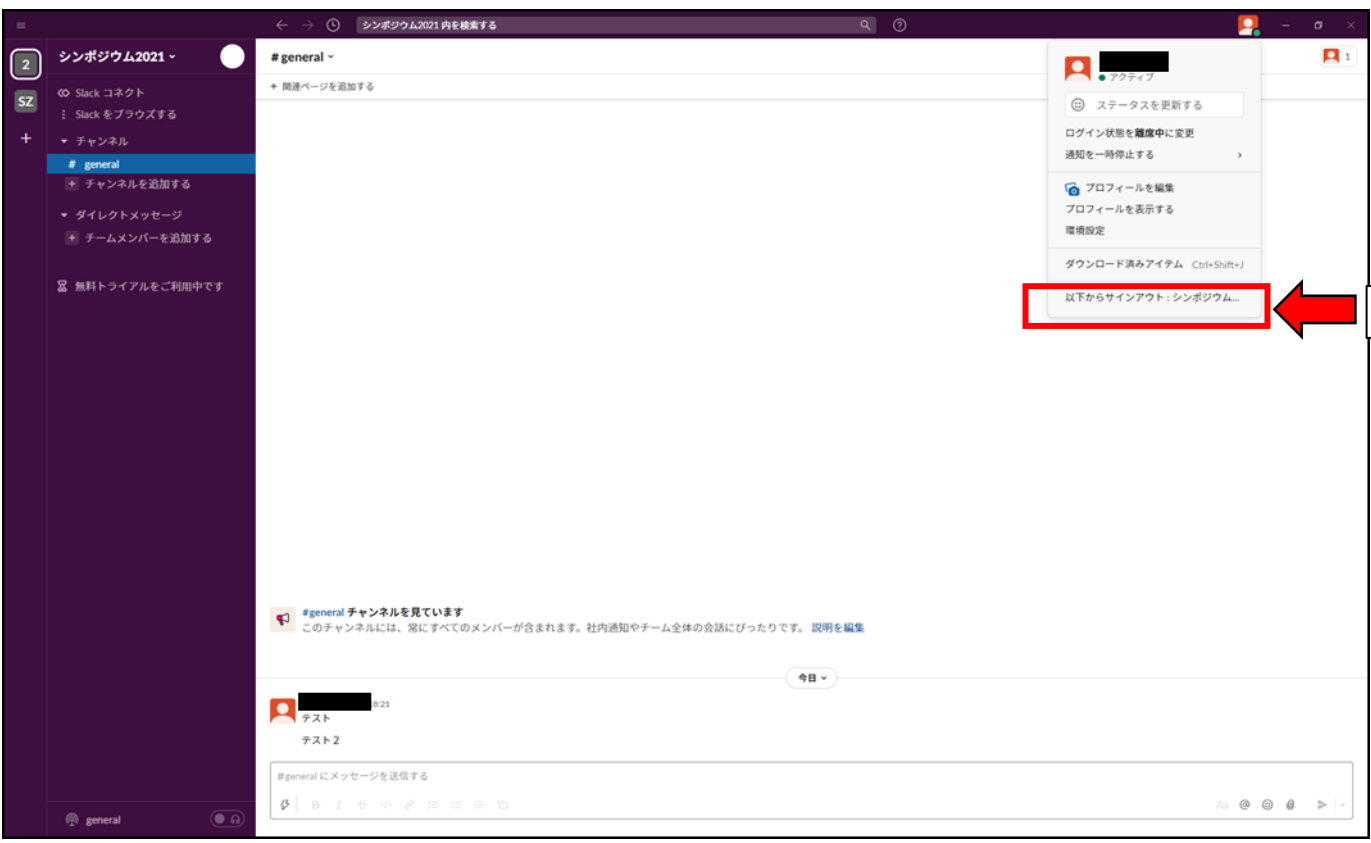 シンポジウム2021 内を検索する
2
SZ
シンポジウム2021
Slack コネクト
Slack をブラウズする
チャンネル
# general
+ チャンネルを追加する
ダイレクトメッセージ
+ チームメンバーを追加する
無料トライアルをご利用中です
general
# general
1
+ 関連ページを追加する
アクティブ
ステータスを更新する
ログイン状態を離席中に変更
通知を一時停止する
プロフィールを編集
プロフィールを表示する
環境設定
ダウンロード済みアイテム Ctrl+Shift+J
以下からサインアウト : シンポジウム...
#general チャンネルを見ています
このチャンネルには、常にすべてのメンバーが含まれます。社内通知やチーム全体の会話にぴったりです。 説明を編集
今日
8:21
テスト
テスト 2
#general にメッセージを送信する
B I S </> Aa @